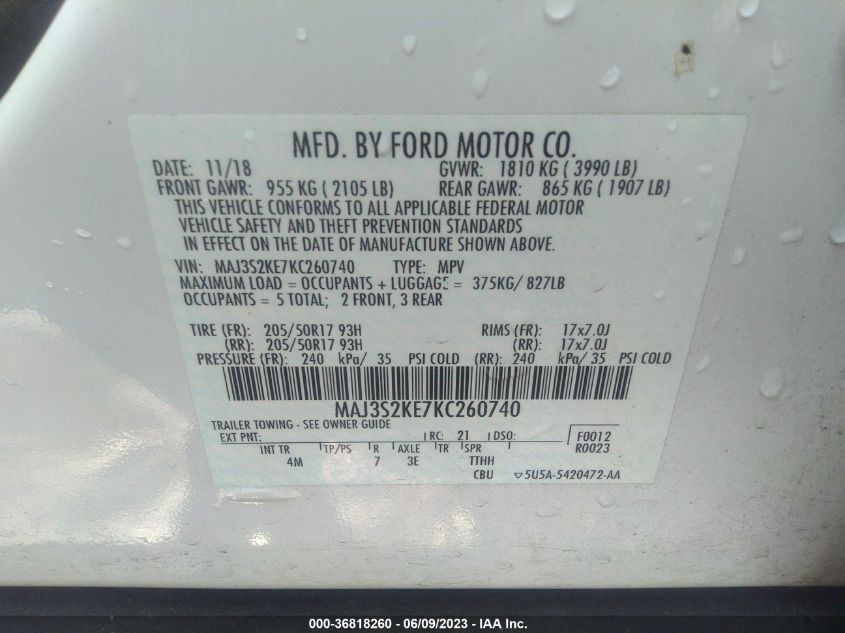 MFD. BY FORD MOTOR CO.
DATE: 11/18 GVWR: 1810 KG ( 3990 LB)
FRONT GAWR: 955 KG ( 2105 LB) REAR GAWR: 865 KG ( 1907 LB)
THIS VEHICLE CONFORMS TO ALL APPLICABLE FEDERAL MOTOR
VEHICLE SAFETY AND THEFT PREVENTION STANDARDS
IN EFFECT ON THE DATE OF MANUFACTURE SHOWN ABOVE.
VIN: MAJ3S2KE7KC260740 TYPE: MPV
MAXIMUM LOAD = OCCUPANTS + LUGGAGE = 375KG/ 827LB
OCCUPANTS = 5 TOTAL; 2 FRONT, 3 REAR
TIRE (FR): 205/50R17 93H RIMS (FR): 17x7.0J
(RR): 205/50R17 93H (RR): 17x7.0J
PRESSURE (FR): 240 kPa/ 35 PSI COLD (RR): 240 kPa/ 35 PSI COLD
MAJ3S2KE7KC260740
TRAILER TOWING - SEE OWNER GUIDE
EXT PNT: RC: 21 DSO: F0012
R0023
INT TR TP/PS R AXLE TR SPR
4M 7 3E TTHH
CBU 5U5A-5420472-AA
000-36818260 - 06/09/2023 - IAA Inc.